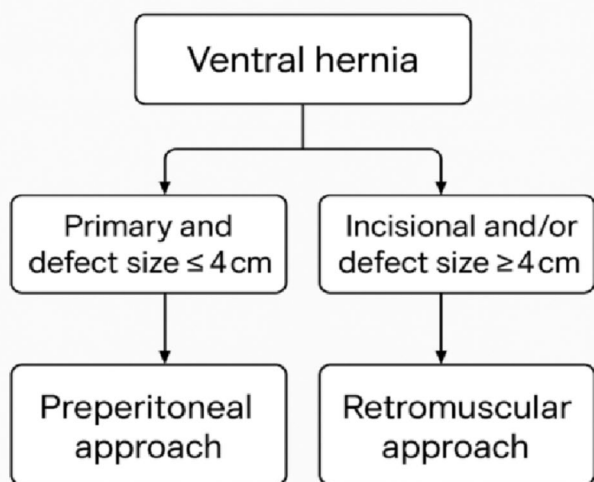 Ventral hernia
Primary and
defect size ≤ 4 cm
Incisional and/or
defect size ≥4 cm
Preperitoneal
approach
Retromuscular
approach